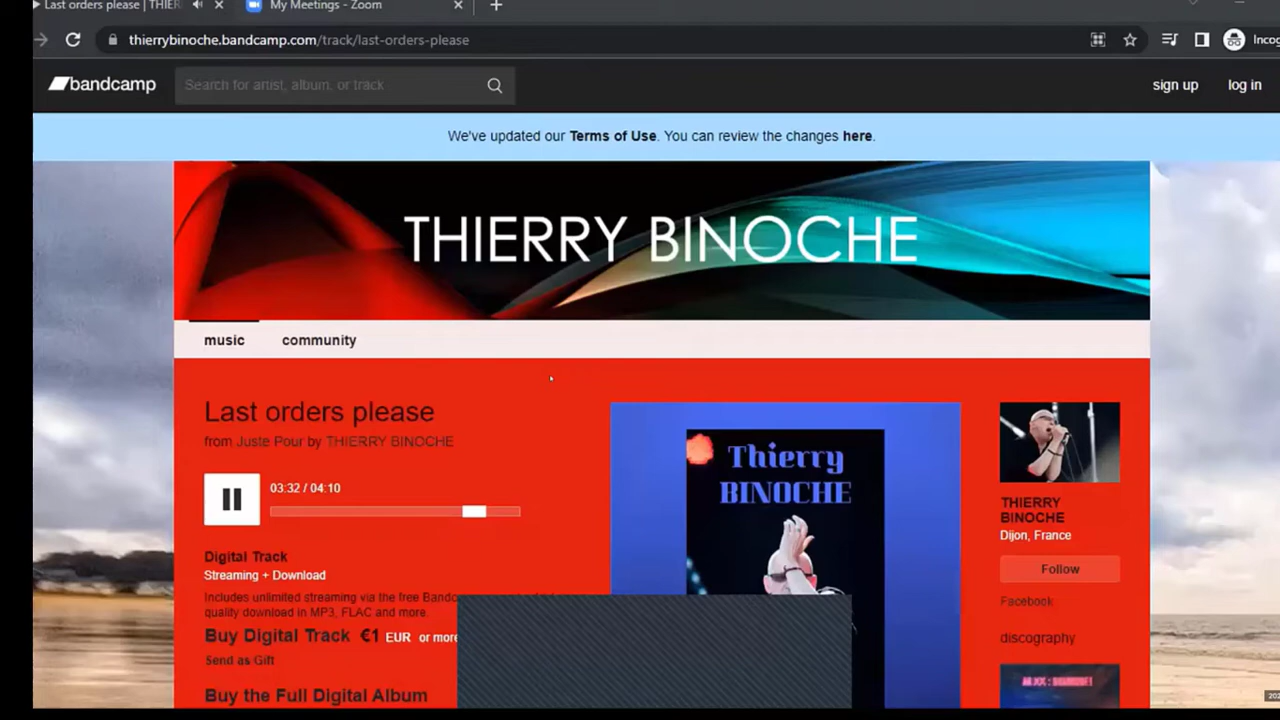 Last orders please | THIER
My Meetings - Zoom
thierrybinoche.bandcamp.com/track/last-orders-please
bandcamp
Search for artist, album, or track
sign up
log in
We've updated our Terms of Use. You can review the changes here.
THIERRY BINOCHE
music
community
Last orders please
from Juste Pour by THIERRY BINOCHE
03:32 / 04:10
Digital Track
Streaming + Download
Includes unlimited streaming via the free
quality download in MP3, FLAC and more.
Buy Digital Track €1 EUR or more
Send as Gift
Buy the Full Digital Album
Thierry
BINOCHE
THIERRY
BINOCHE
Dijon, France
Follow
Facebook
discography